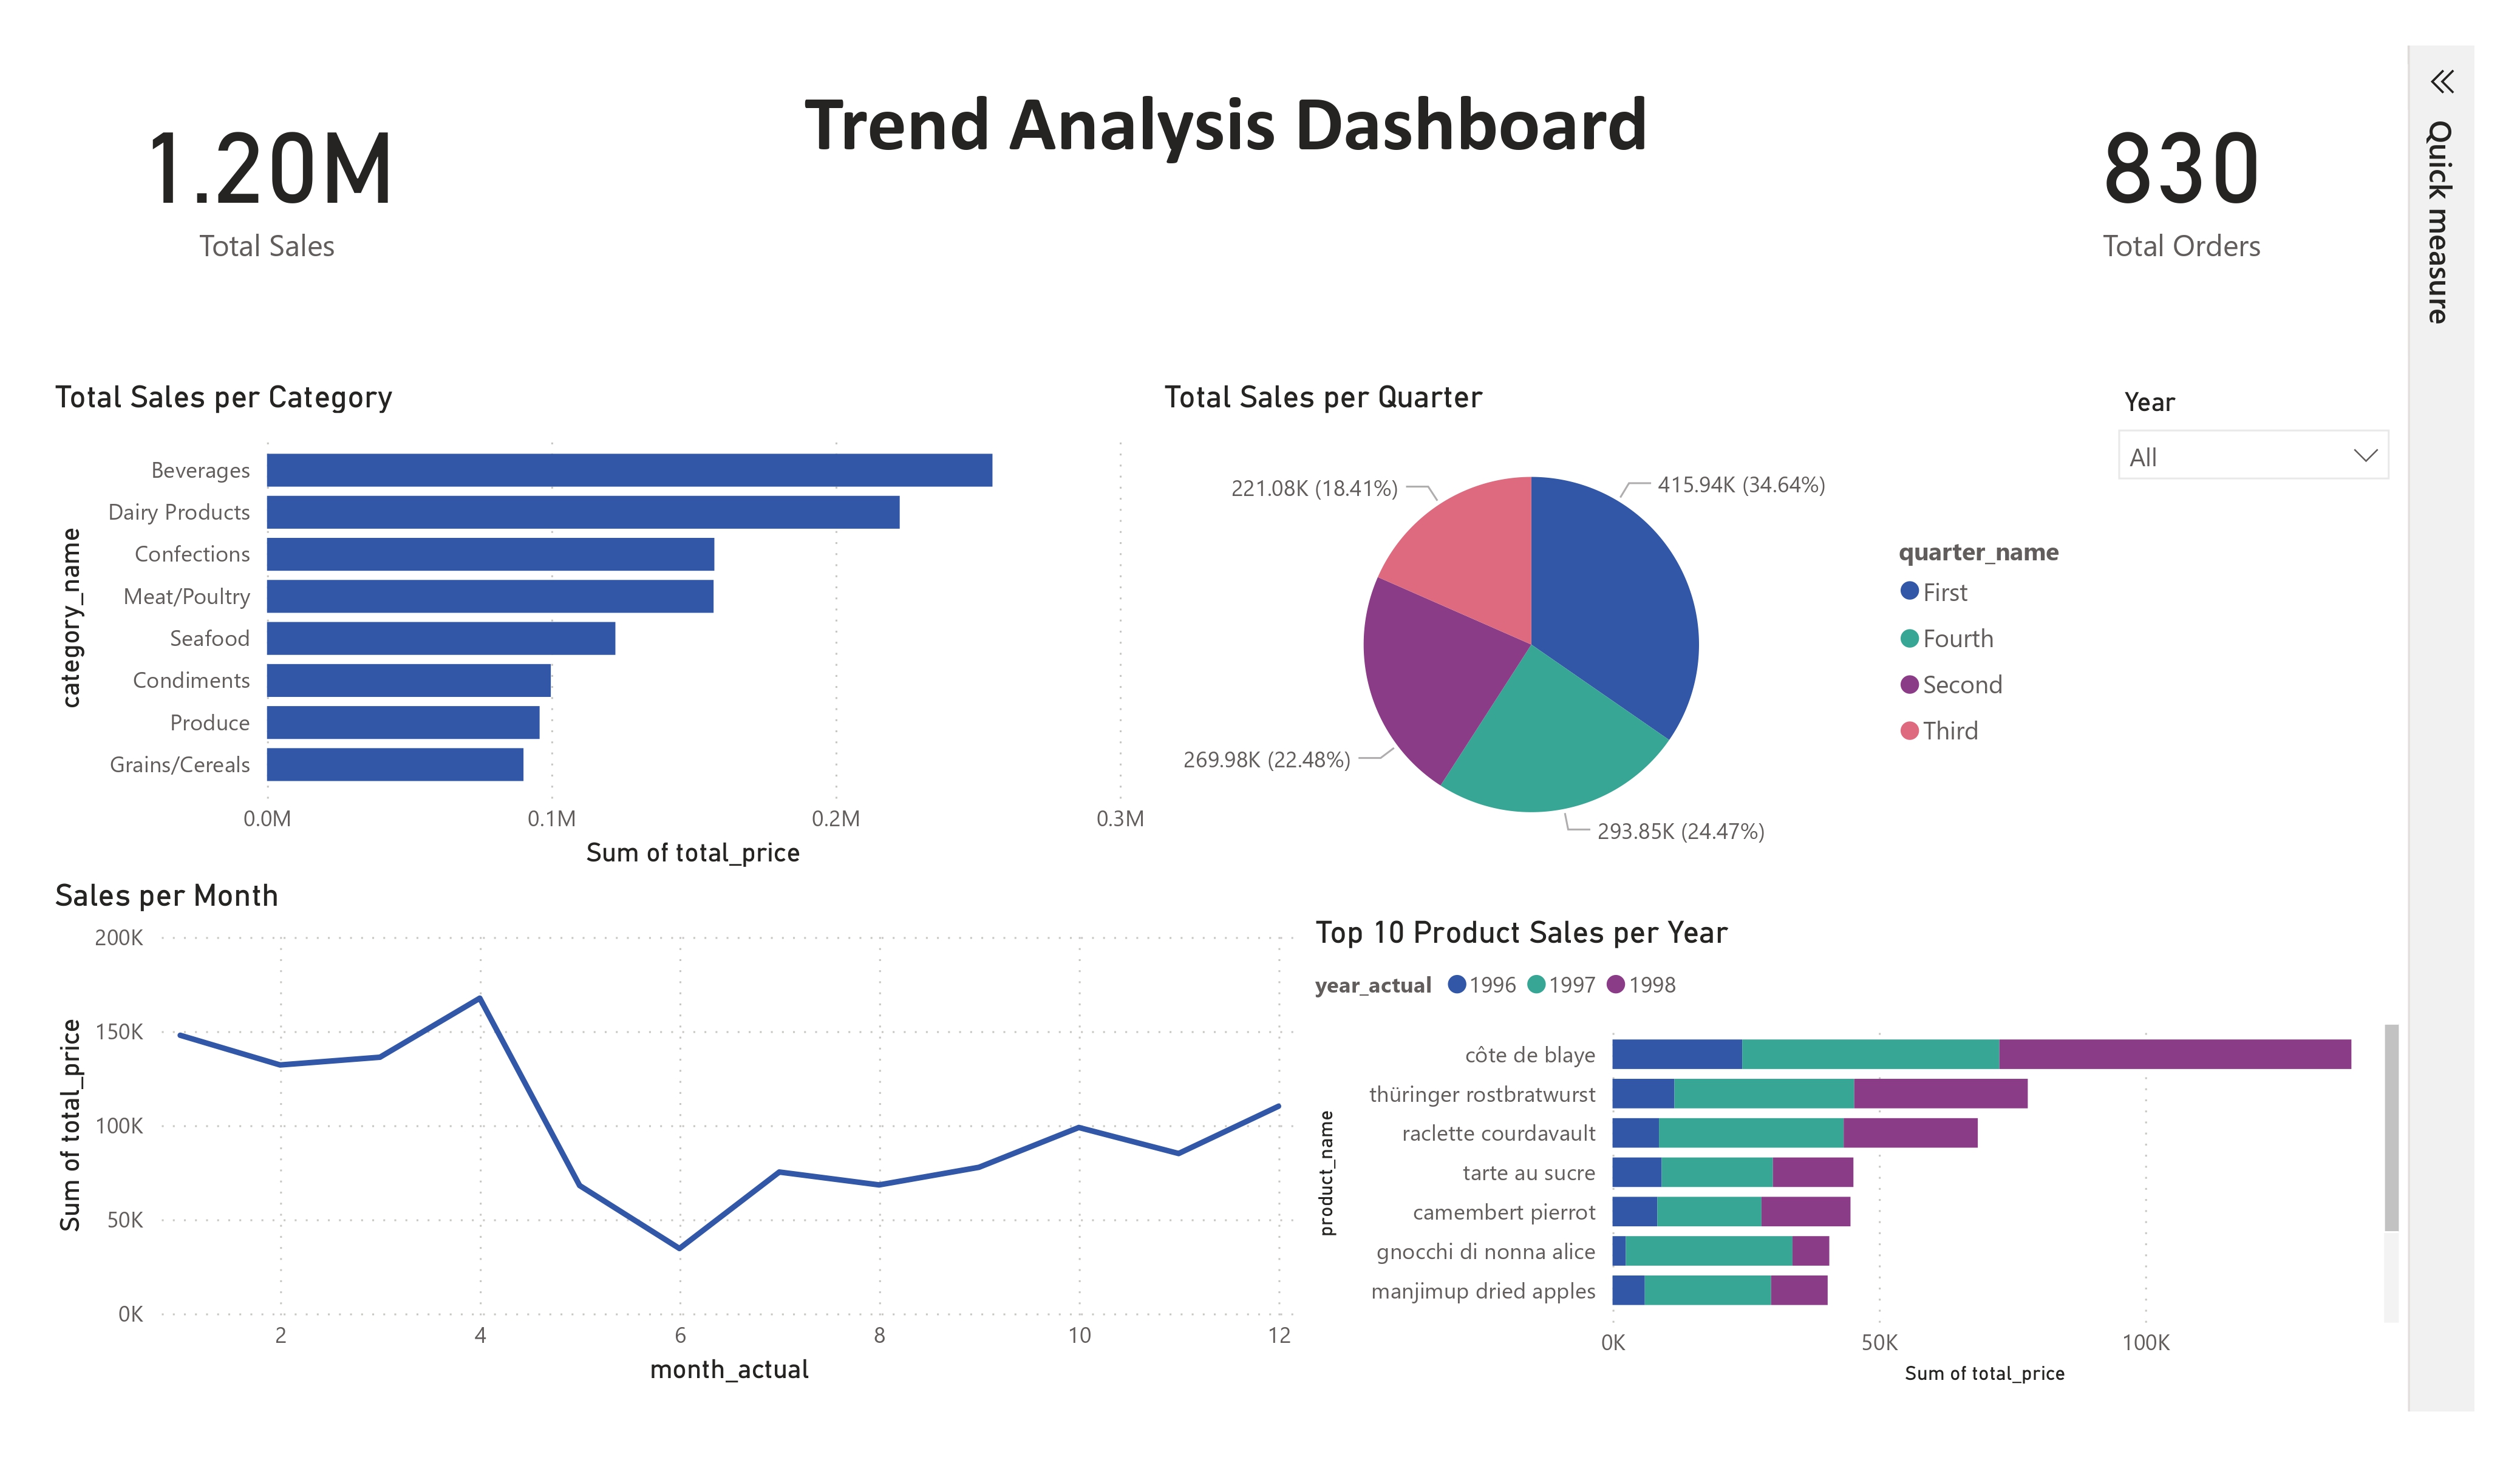 Trend Analysis Dashboard
1.20M
Total Sales
830
Total Orders
Quick measure
Total Sales per Category
category_name
Beverages
Dairy Products
Confections
Meat/Poultry
Seafood
Condiments
Produce
Grains/Cereals
0.0M 0.1M 0.2M 0.3M
Sum of total_price
Total Sales per Quarter
221.08K (18.41%)
415.94K (34.64%)
269.98K (22.48%)
293.85K (24.47%)
quarter_name
First
Fourth
Second
Third
Year
All
Sales per Month
Sum of total_price
200K
150K
100K
50K
0K
2 4 6 8 10 12
month_actual
Top 10 Product Sales per Year
year_actual 1996 1997 1998
product_name
côte de blaye
thüringer rostbratwurst
raclette courdavault
tarte au sucre
camembert pierrot
gnocchi di nonna alice
manjimup dried apples
0K 50K 100K
Sum of total_price